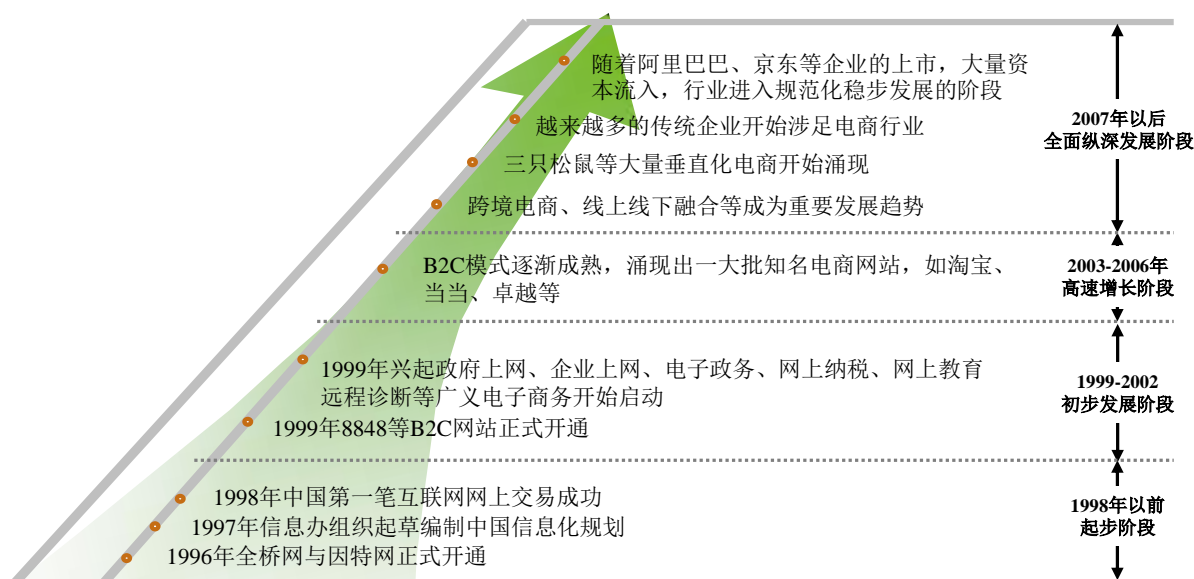 随着阿里巴巴、京东等企业的上市，大量资
本流入，行业进入规范化稳步发展的阶段
越来越多的传统企业开始涉足电商行业
三只松鼠等大量垂直化电商开始涌现
跨境电商、线上线下融合等成为重要发展趋势
2007年以后
全面纵深发展阶段
B2C模式逐渐成熟，涌现出一大批知名电商网站，如淘宝、
当当、卓越等
2003-2006年
高速增长阶段
1999年兴起政府上网、企业上网、电子政务、网上纳税、网上教育
远程诊断等广义电子商务开始启动
1999年8848等B2C网站正式开通
1999-2002
初步发展阶段
1998年中国第一笔互联网网上交易成功
1997年信息办组织起草编制中国信息化规划
1996年全桥网与因特网正式开通
1998年以前
起步阶段